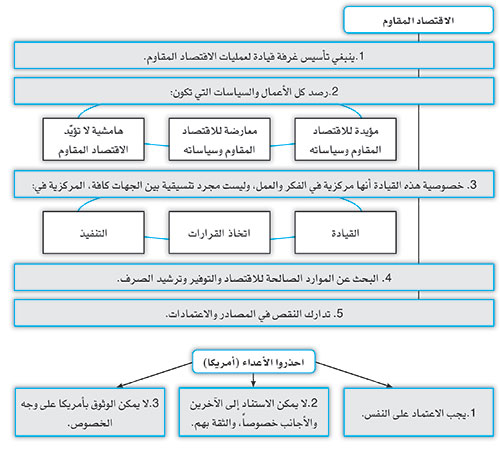 الاقتصاد المقاوم
1.ينبغي تأسيس غرفة قيادة لعمليات الاقتصاد المقاوم.
2.رصد كل الأعمال والسياسات التي تكون:
مؤيدة للاقتصاد
المقاوم وسياساته
معارضة للاقتصاد
المقاوم وسياساته
هامشية لا تؤيّد
الاقتصاد المقاوم
3. خصوصية هذه القيادة أنها مركزية في الفكر والعمل، وليست مجرد تنسيقية بين الجهات كافة، المركزية في:
القيادة
اتخاذ القرارات
التنفيذ
4. البحث عن الموارد الصالحة للاقتصاد والتوفير وترشيد الصرف.
5. تدارك النقص في المصادر والاعتمادات.
احذروا الأعداء (أمريكا)
1.يجب الاعتماد على النفس.
2.لا يمكن الاستناد إلى الآخرين
والأجانب خصوصاً، والثقة بهم.
3.لا يمكن الوثوق بأمريكا على وجه
الخصوص.